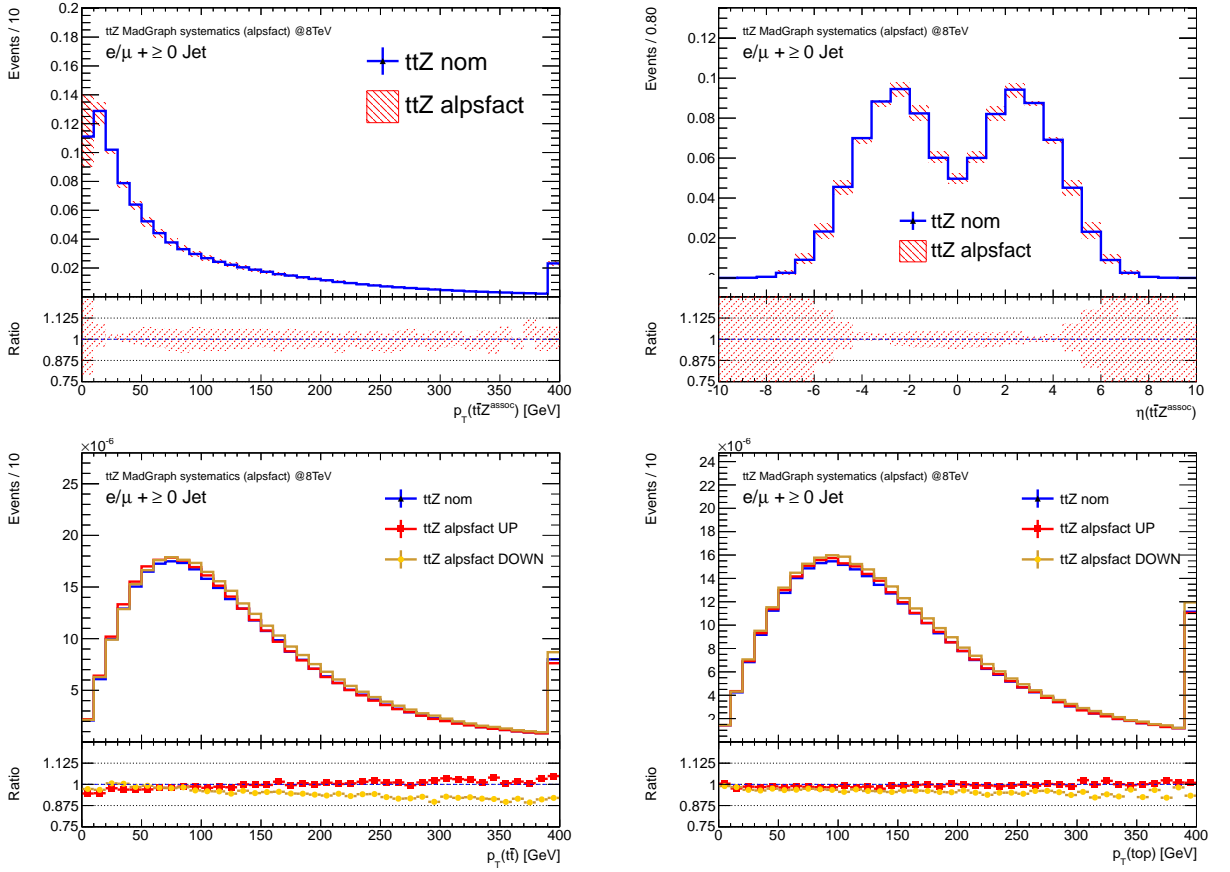 Events / 10
0.2
0.18
0.16
0.14
0.12
0.1
0.08
0.06
0.04
0.02
ttZ MadGraph systematics (alpsfact) @8TeV
e/μ + ≥ 0 Jet
ttZ nom
ttZ alpsfact
Ratio
1.125
1
0.875
0.75
0 50 100 150 200 250 300 350 400
p_T(tt̄Z^assoc) [GeV]
Events / 0.80
0.1
0.08
0.06
0.04
0.02
ttZ MadGraph systematics (alpsfact) @8TeV
e/μ + ≥ 0 Jet
ttZ nom
ttZ alpsfact
Ratio
1.125
1
0.875
0.75
-10 -8 -6 -4 -2 0 2 4 6 8 10
η(tt̄Z^assoc)
×10^-6
Events / 10
25
20
15
10
5
ttZ MadGraph systematics (alpsfact) @8TeV
e/μ + ≥ 0 Jet
ttZ nom
ttZ alpsfact UP
ttZ alpsfact DOWN
Ratio
1.125
1
0.875
0.75
0 50 100 150 200 250 300 350 400
p_T(tt̄) [GeV]
×10^-6
Events / 10
24
22
20
18
16
14
12
10
8
6
4
2
ttZ MadGraph systematics (alpsfact) @8TeV
e/μ + ≥ 0 Jet
ttZ nom
ttZ alpsfact UP
ttZ alpsfact DOWN
Ratio
1.125
1
0.875
0.75
0 50 100 150 200 250 300 350 400
p_T(top) [GeV]